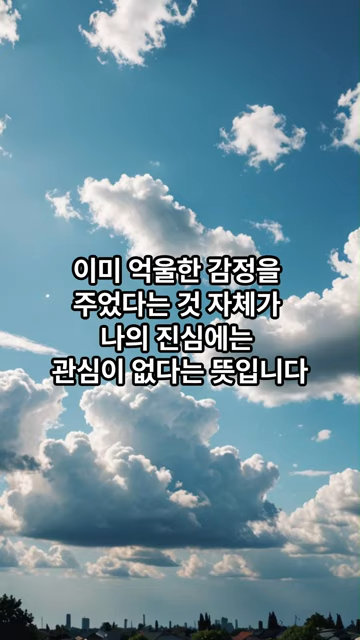 이미 억울한 감정을
주었다는 것 자체가
나의 진심에는
관심이 없다는 뜻입니다